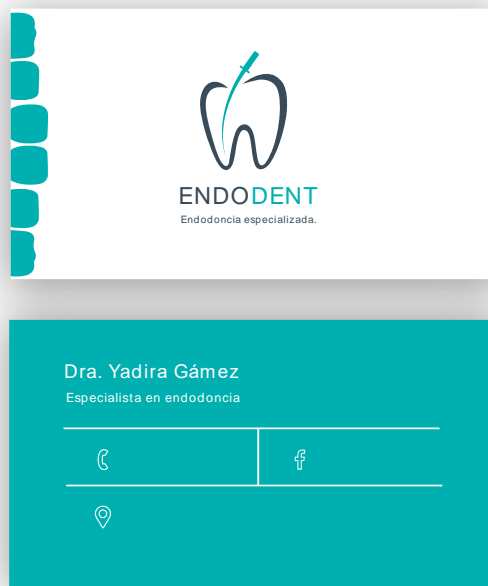 ENDODENT
Endodoncia especializada.
Dra. Yadira Gámez
Especialista en endodoncia